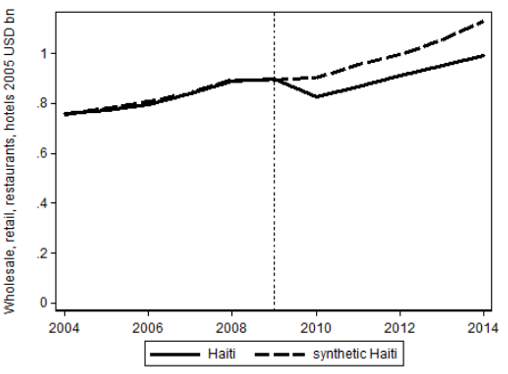 Wholesale, retail, restaurants, hotels 2005 USD bn
1
.8
.6
.4
.2
0
2004 2006 2008 2010 2012 2014
Haiti synthetic Haiti